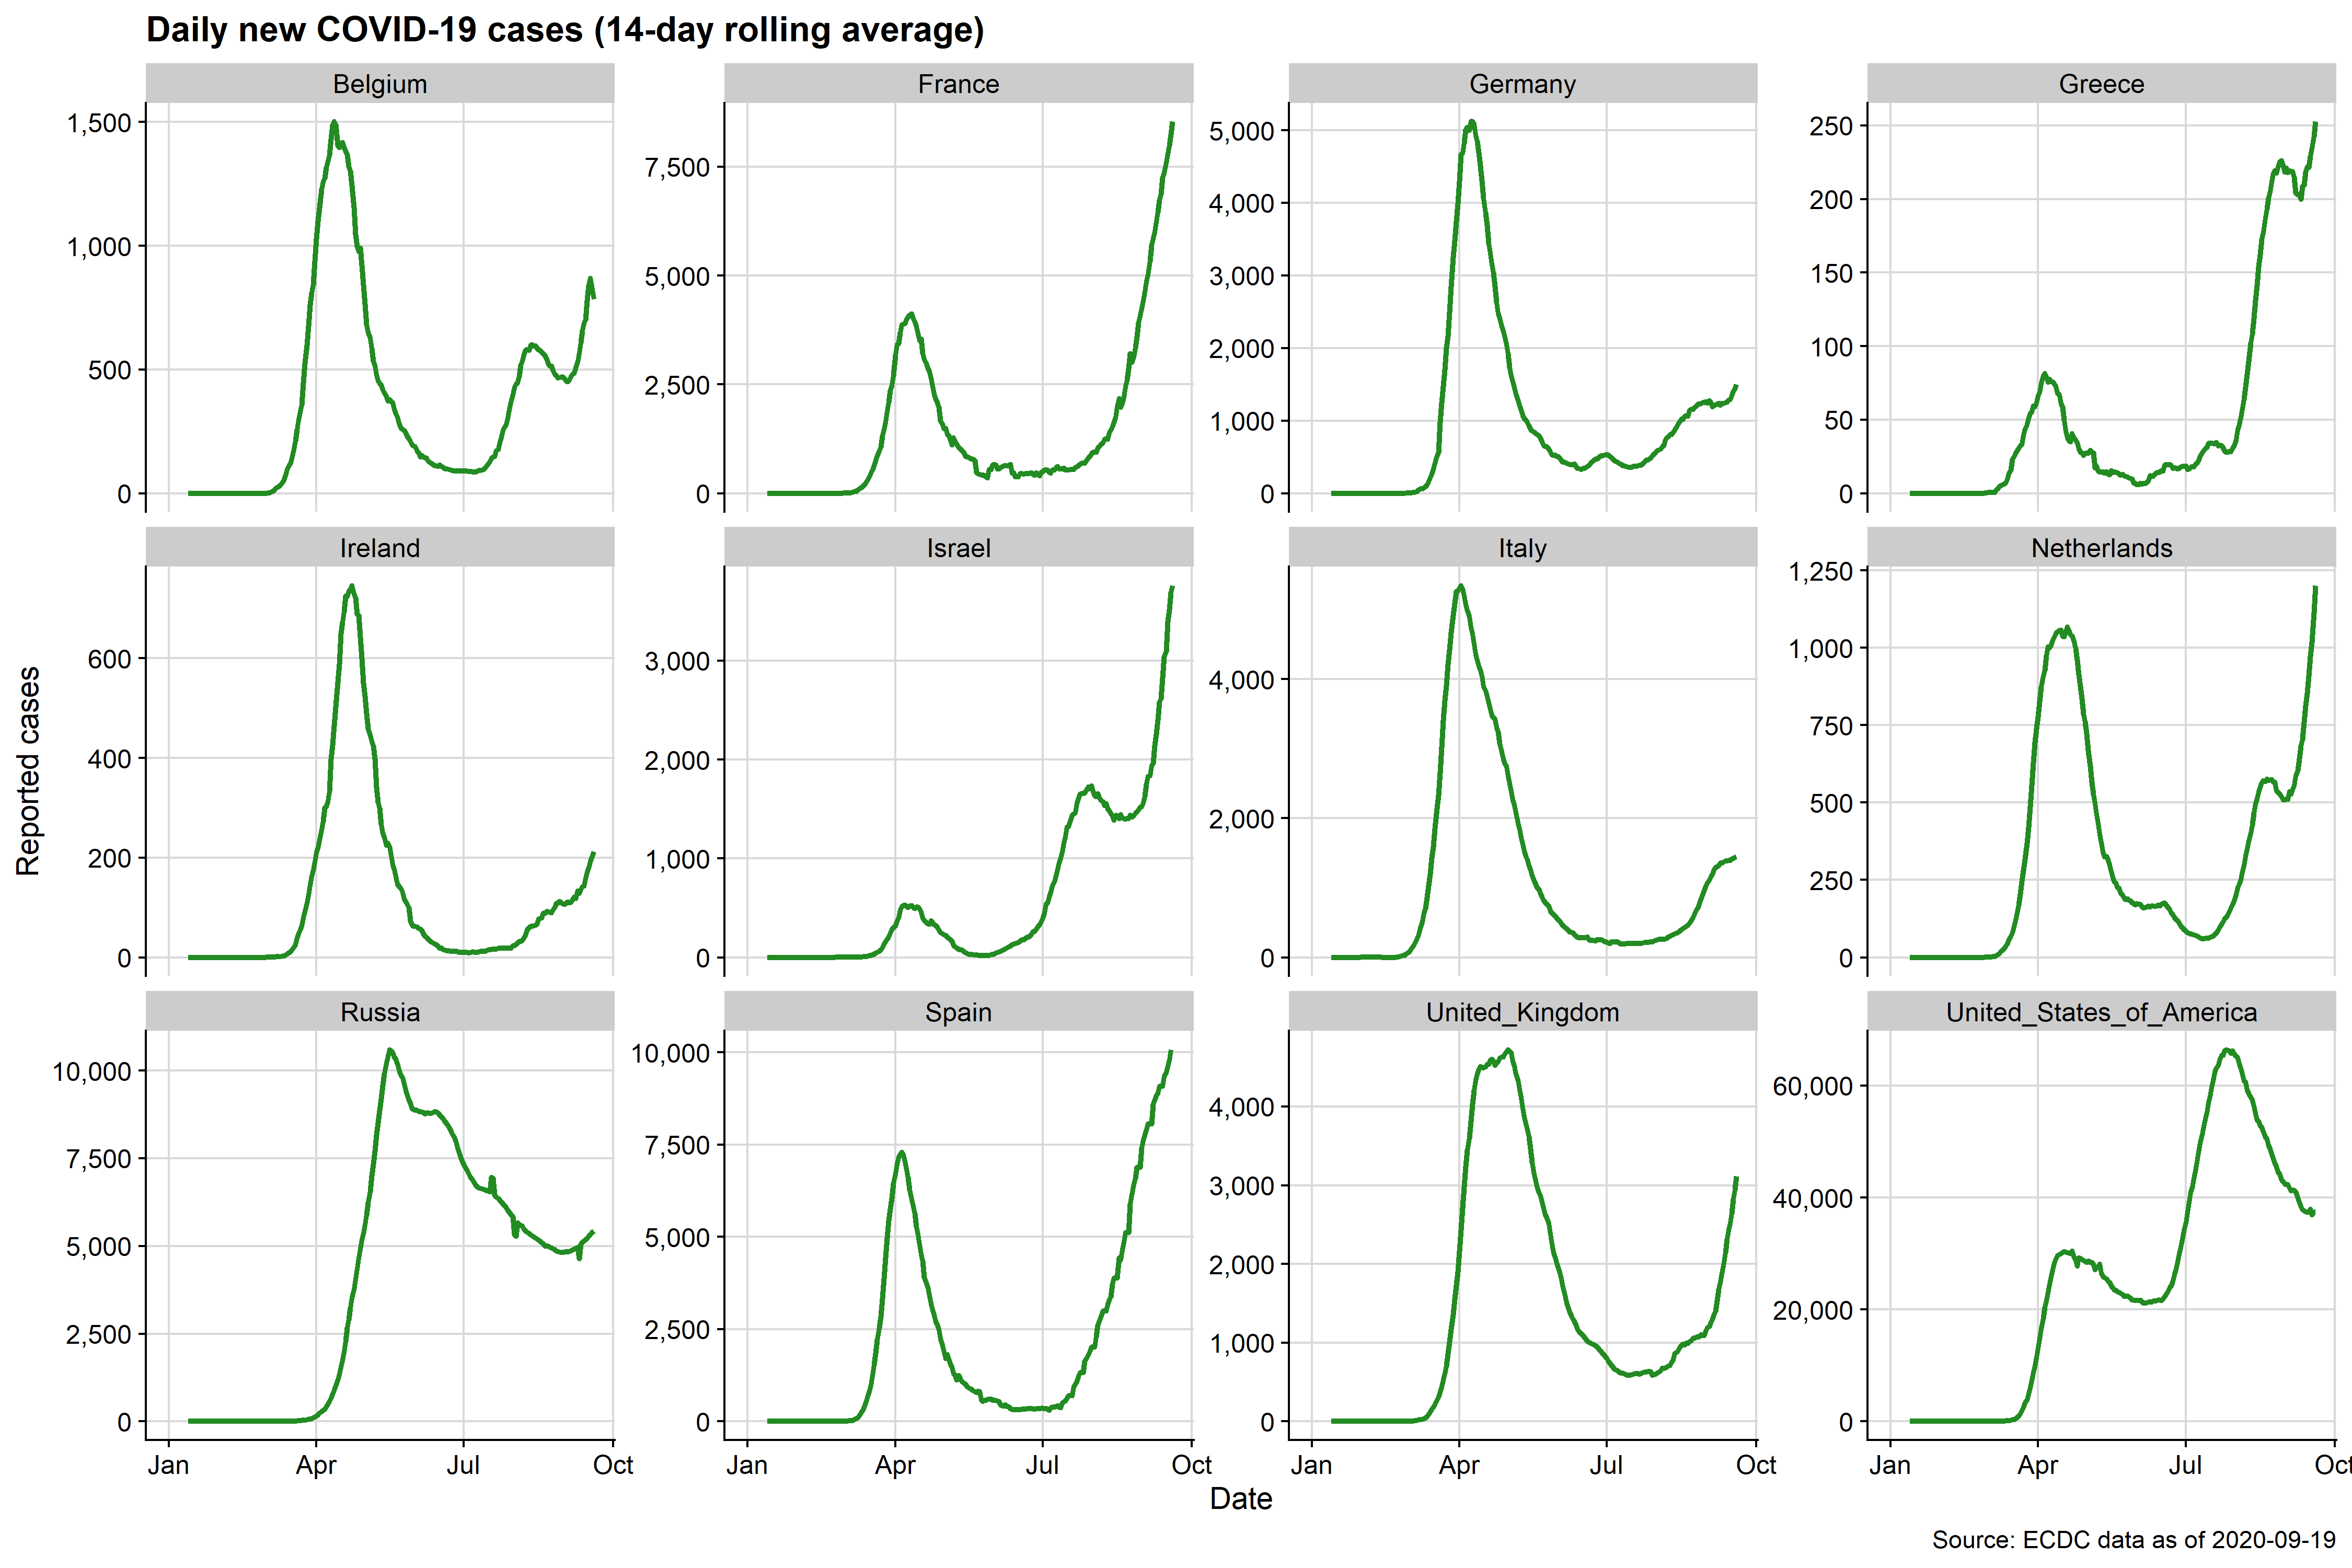 Daily new COVID-19 cases (14-day rolling average)
Belgium
France
Germany
Greece
1,500
1,000
500
0
7,500
5,000
2,500
0
5,000
4,000
3,000
2,000
1,000
0
250
200
150
100
50
0
Ireland
Israel
Italy
Netherlands
600
400
200
0
3,000
2,000
1,000
0
4,000
2,000
0
1,250
1,000
750
500
250
0
Russia
Spain
United_Kingdom
United_States_of_America
10,000
7,500
5,000
2,500
0
10,000
7,500
5,000
2,500
0
4,000
3,000
2,000
1,000
0
60,000
40,000
20,000
0
Jan Apr Jul Oct
Jan Apr Jul Oct
Jan Apr Jul Oct
Jan Apr Jul Oct
Reported cases
Date
Source: ECDC data as of 2020-09-19